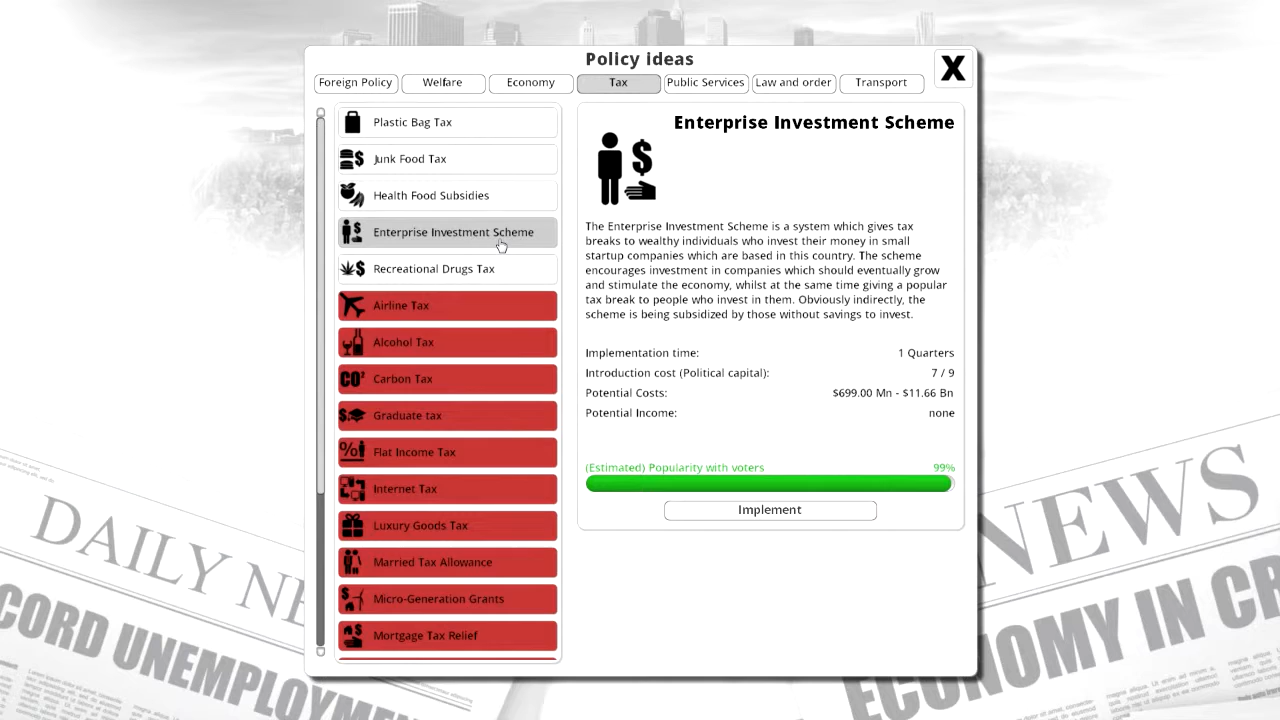 Policy ideas
X
Foreign Policy
Welfare
Economy
Tax
Public Services
Law and order
Transport
Plastic Bag Tax
Junk Food Tax
Health Food Subsidies
Enterprise Investment Scheme
Recreational Drugs Tax
Airline Tax
Alcohol Tax
CO² Carbon Tax
Graduate tax
Flat Income Tax
Internet Tax
Luxury Goods Tax
Married Tax Allowance
Micro-Generation Grants
Mortgage Tax Relief
Enterprise Investment Scheme
The Enterprise Investment Scheme is a system which gives tax
breaks to wealthy individuals who invest their money in small
startup companies which are based in this country. The scheme
encourages investment in companies which should eventually grow
and stimulate the economy, whilst at the same time giving a popular
tax break to people who invest in them. Obviously indirectly, the
scheme is being subsidized by those without savings to invest.
Implementation time: 1 Quarters
Introduction cost (Political capital): 7 / 9
Potential Costs: $699.00 Mn - $11.66 Bn
Potential Income: none
(Estimated) Popularity with voters 99%
Implement
DAILY NE
CORD UNEMPLOYM
NEWS
ECONOMY IN CR